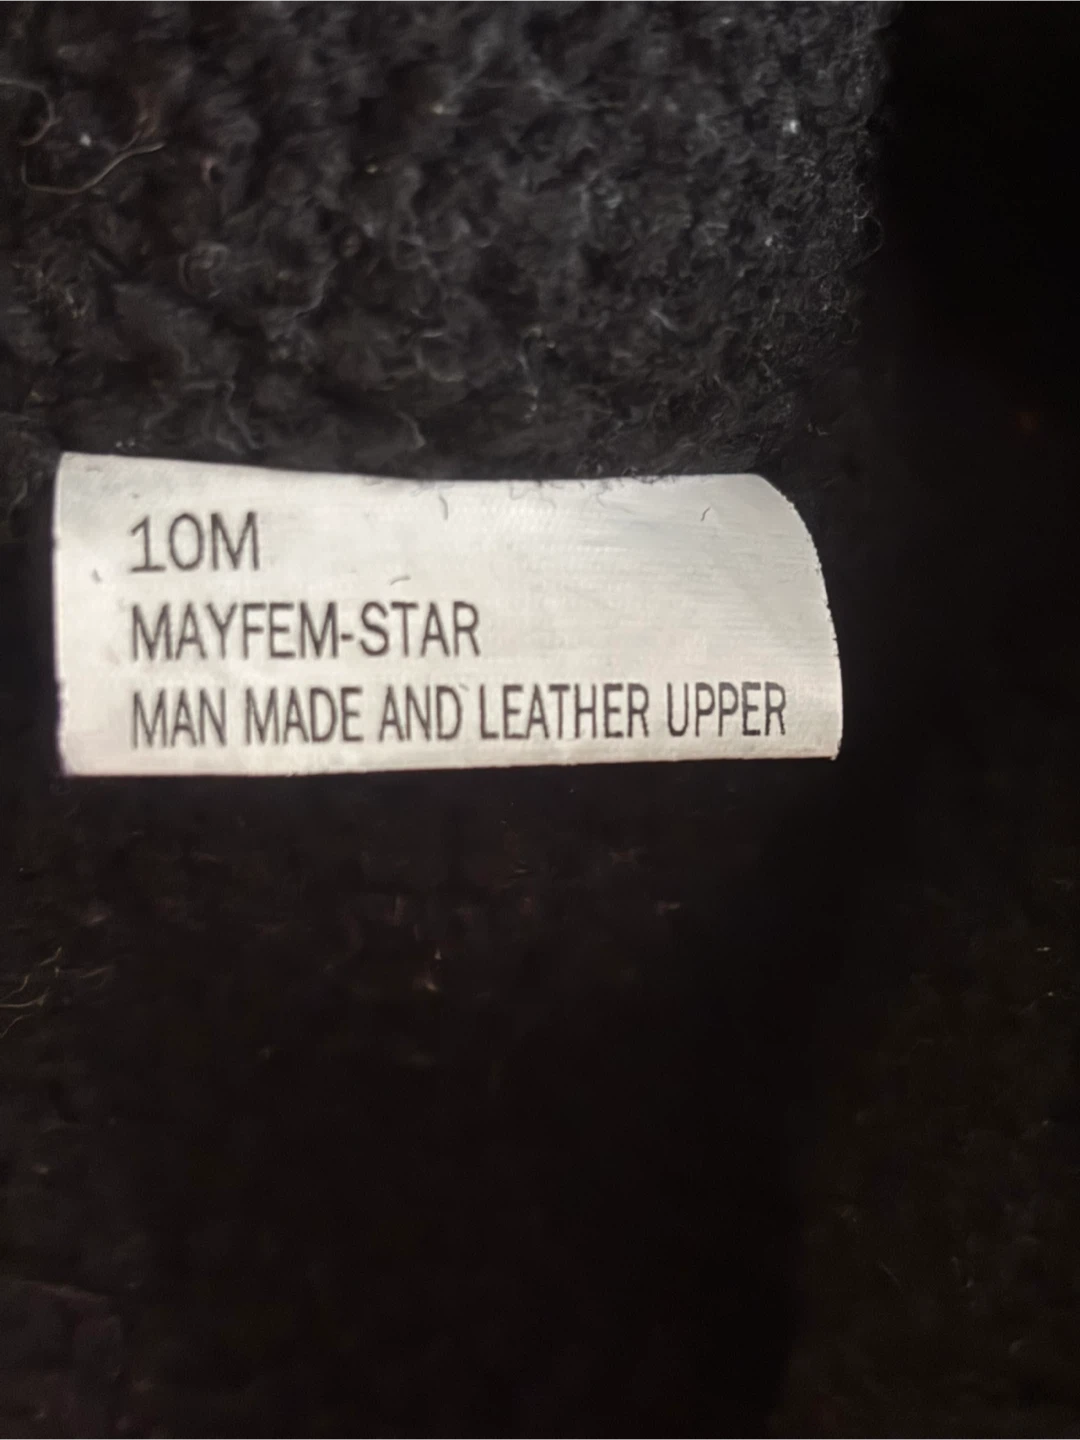 10M
MAYFEM-STAR
MAN MADE AND LEATHER UPPER